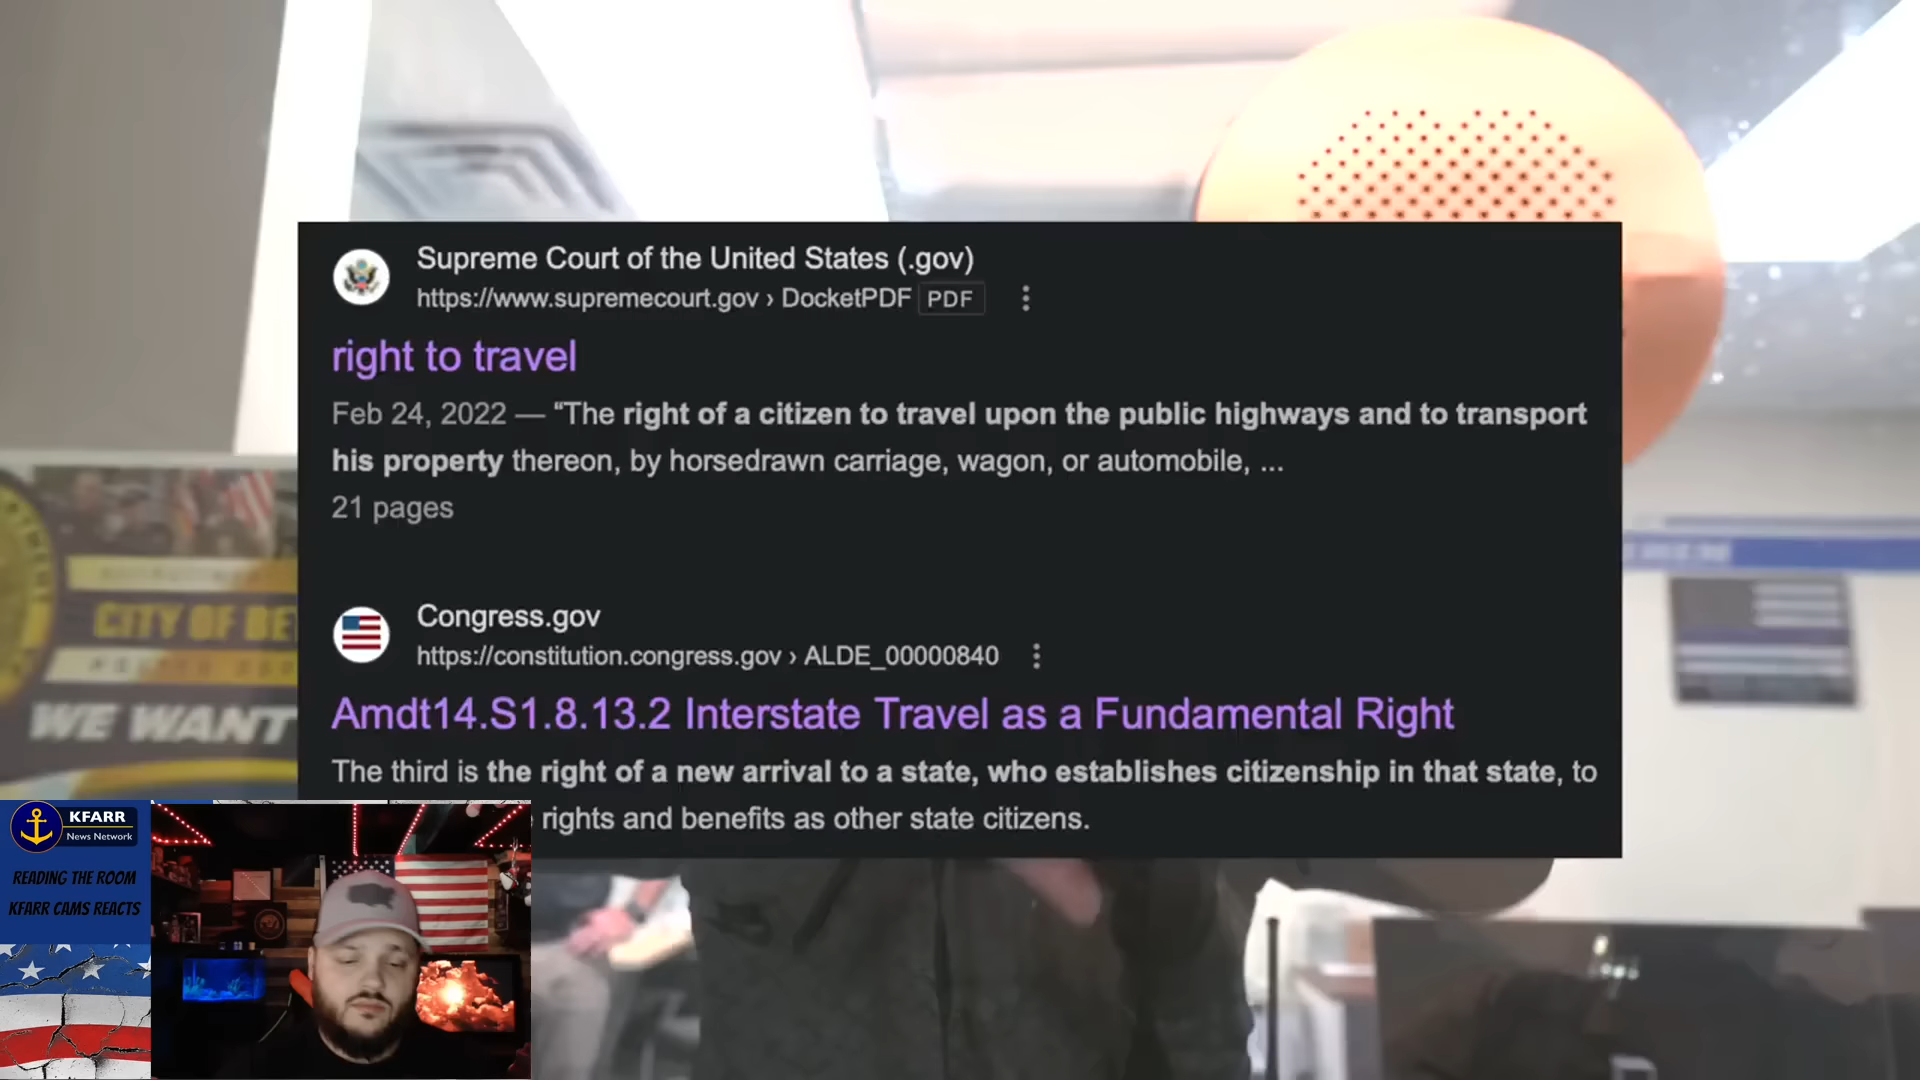 Supreme Court of the United States (.gov)
https://www.supremecourt.gov › DocketPDF PDF
right to travel
Feb 24, 2022 — “The right of a citizen to travel upon the public highways and to transport
his property thereon, by horsedrawn carriage, wagon, or automobile, ...
21 pages
Congress.gov
https://constitution.congress.gov › ALDE_00000840
Amdt14.S1.8.13.2 Interstate Travel as a Fundamental Right
The third is the right of a new arrival to a state, who establishes citizenship in that state, to
rights and benefits as other state citizens.
CITY OF BE
WE WANT
KFARR
News Network
READING THE ROOM
KFARR CAMS REACTS